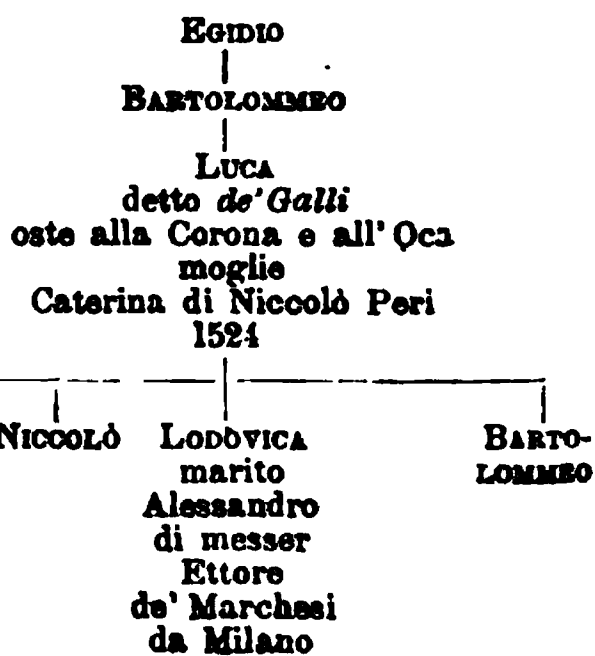 EGIDIO
BARTOLOMMEO
LUCA
detto de' Galli
oste alla Corona e all' Oca
moglie
Caterina di Niccolò Peri
1524
NICCOLÒ LODOVICA BARTO-
marito LOMMEO
Alessandro
di messer
Ettore
de' Marchesi
da Milano